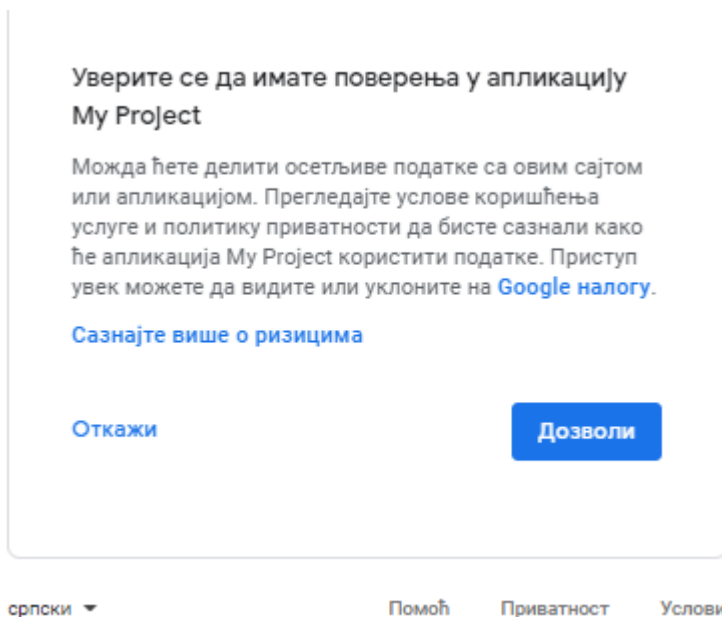 Уверите се да имате поверења у апликацију
My Project
Можда ћете делити осетљиве податке са овим сајтом
или апликацијом. Прегледајте услове коришћења
услуге и политику приватности да бисте сазнали како
ће апликација My Project користити податке. Приступ
увек можете да видите или уклоните на Google налогу.
Сазнајте више о ризицима
Откажи Дозволи
српски Помоћ Приватност Услови